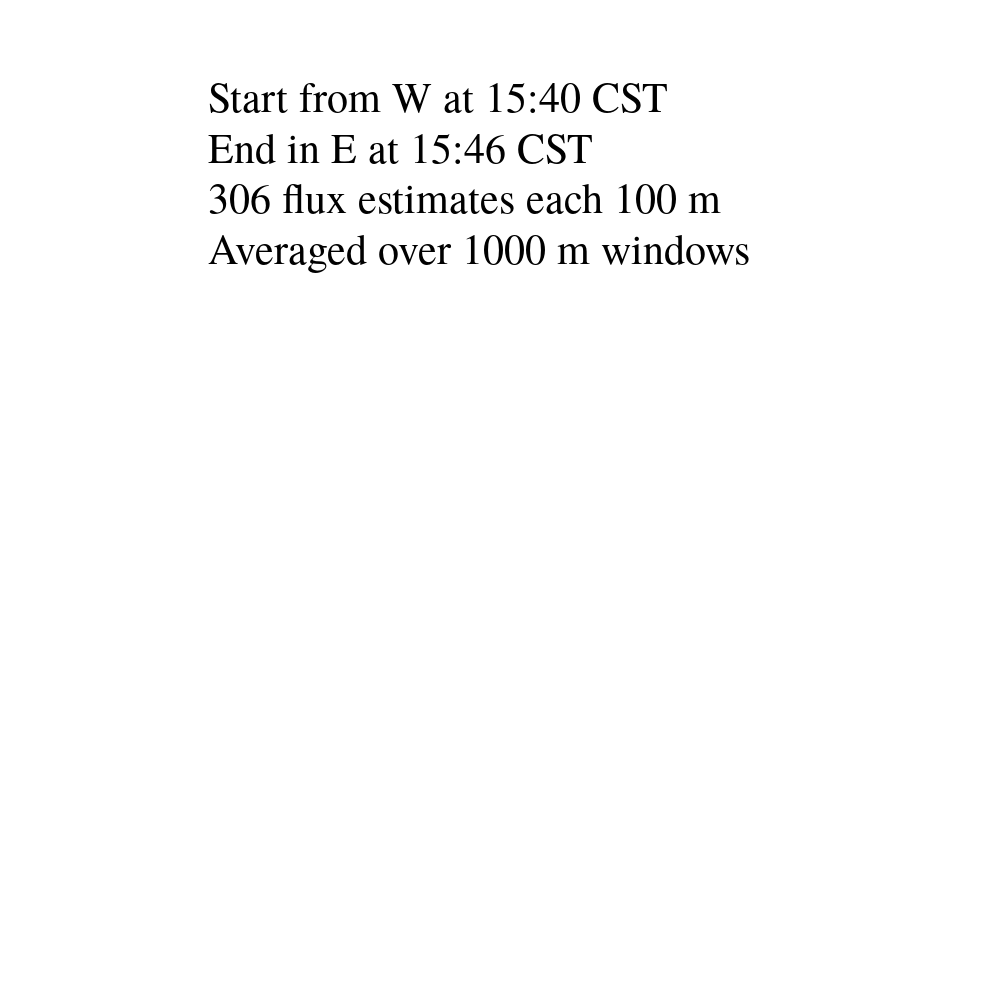 Start from W at 15:40 CST
End in E at 15:46 CST
306 flux estimates each 100 m
Averaged over 1000 m windows